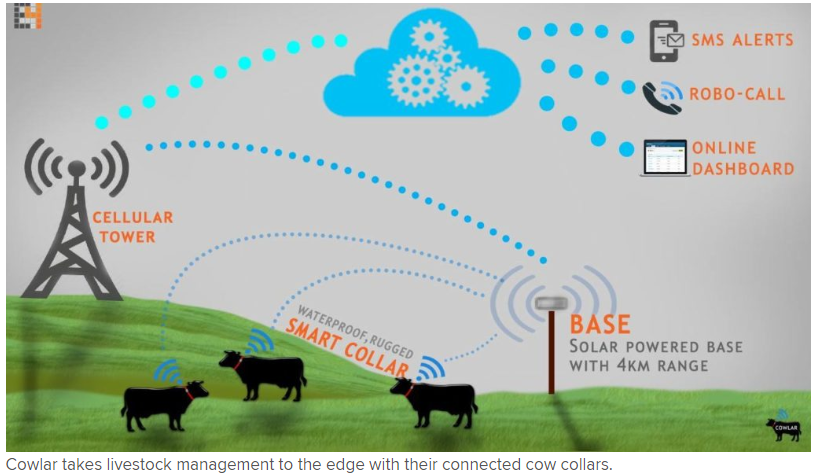 SMS ALERTS
ROBO-CALL
ONLINE
DASHBOARD
CELLULAR
TOWER
WATERPROOF,RUGGED
SMART COLLAR
BASE
SOLAR POWERED BASE
WITH 4KM RANGE
COWLAR
Cowlar takes livestock management to the edge with their connected cow collars.